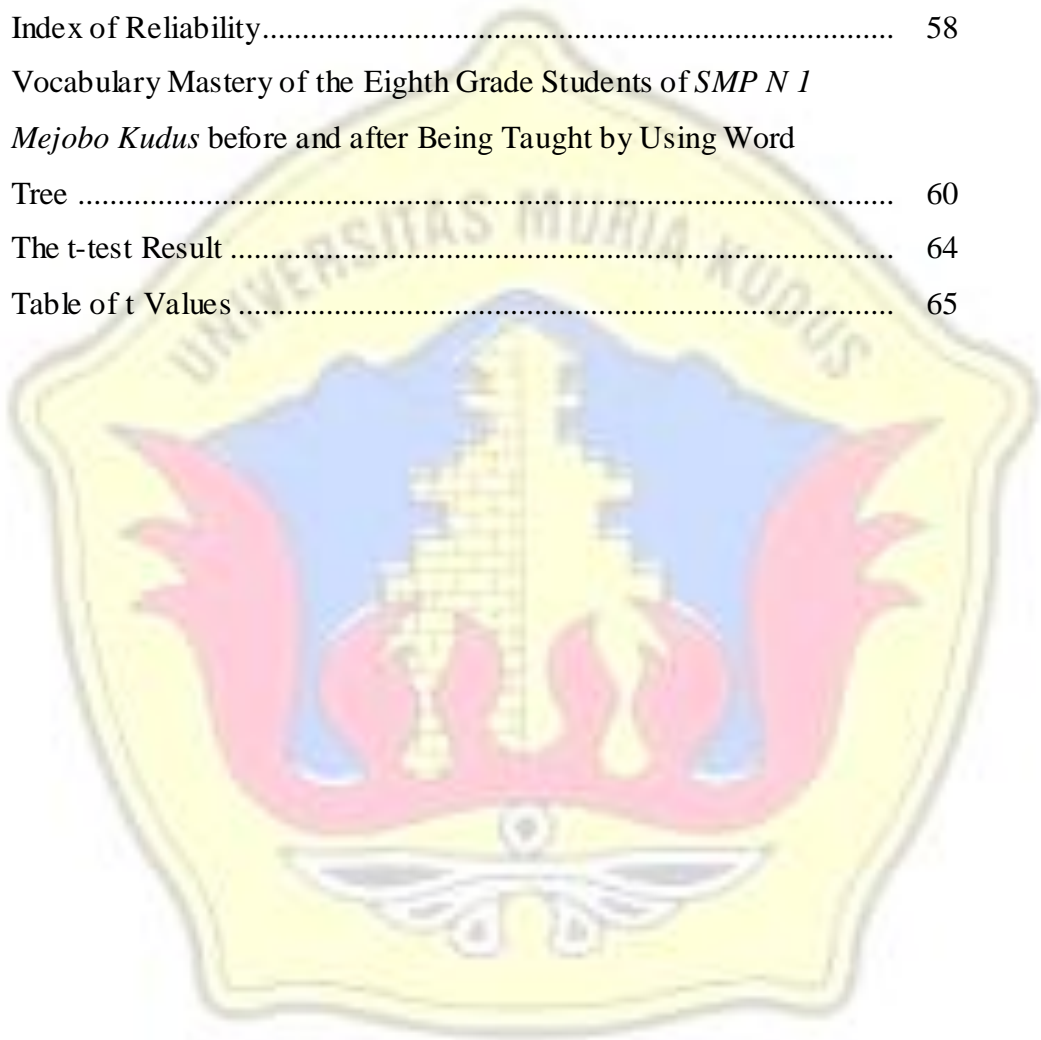 Index of Reliability................................................................................ 58
Vocabulary Mastery of the Eighth Grade Students of SMP N 1
Mejobo Kudus before and after Being Taught by Using Word
Tree ....................................................................................................... 60
The t-test Result .................................................................................... 64
Table of t Values ................................................................................... 65
UNIVERSITAS MURIA KUDUS